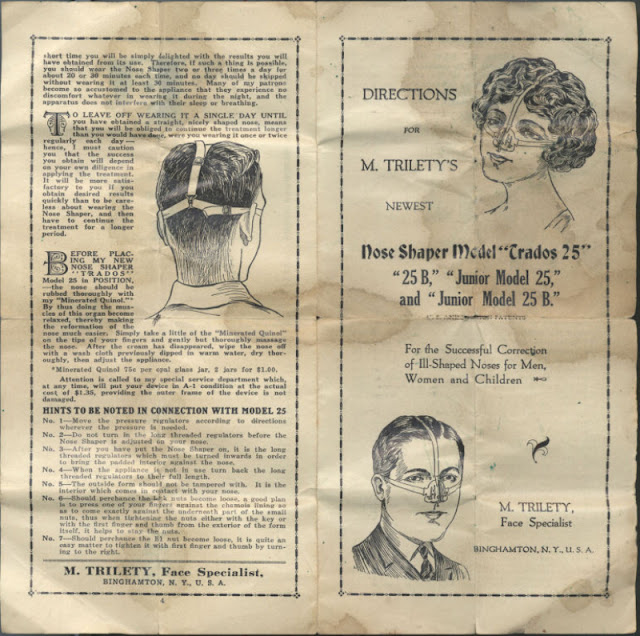 short time you will be simply delighted with the results you will
have obtained from its use. Therefore, if such a thing is possible,
you should wear the Nose Shaper two or three times a day for
about 20 or 30 minutes each time, and no day should be skipped
without wearing it at least 30 minutes. Many of my patrons
become so accustomed to the appliance that they experience no
discomfort whatever in wearing it during the night, and the
apparatus does not interfere with their sleep or breathing.
TO LEAVE OFF WEARING IT A SINGLE DAY UNTIL
you have obtained a straight, nicely shaped nose, means
that you will be obliged to continue the treatment longer
than you would have done, were you wearing it once or twice
regularly each day—
hence, I must caution
you that the success
you obtain will depend
on your own diligence in
applying the treatment.
It will be more satis-
factory to you if you
obtain desired results
quickly than to be care-
less about wearing the
Nose Shaper, and then
have to continue the
treatment for a longer
period.
BEFORE PLAC-
ING MY NEW
NOSE SHAPER
"TRADOS"
Model 25 in POSITION,
—the nose should be
rubbed thoroughly with
my "Minerated Quinol."*
By thus doing the mus-
cles of this organ become
relaxed, thereby making
the reformation of the
nose much easier. Simply take a little of the "Minerated Quinol"
on the tips of your fingers and gently but thoroughly massage
the nose. After the cream has disappeared, wipe the nose off
with a wash cloth previously dipped in warm water, dry thor-
oughly, then adjust the appliance.
*Minerated Quinol 75c per opal glass jar, 2 jars for $1.00.
Attention is called to my special service department which,
at any time, will put your device in A-1 condition at the actual
cost of $1.35, providing the outer frame of the device is not
damaged.
HINTS TO BE NOTED IN CONNECTION WITH MODEL 25
No. 1—Move the pressure regulators according to directions
wherever the pressure is needed.
No. 2—Do not turn in the long threaded regulators before the
Nose Shaper is adjusted on your nose.
No. 3—After you have put the Nose Shaper on, it is the long
threaded regulators which must be turned inwards in order
to bring the padded interior against the nose.
No. 4—When the appliance is not in use turn back the long
threaded regulators to their full length.
No. 5—The outside form should not be tampered with. It is the
interior which comes in contact with your nose.
No. 6—Should perchance the nuts become loose, a good plan
is to press one of your fingers against the chamois lining so
as to come exactly against the underneath part of the small
nuts, thus when tightening the nuts either with the key or
with the first finger and thumb from the exterior of the form
itself, it helps to stay the nuts.
No. 7—Should perchance the E1 nut become loose, it is quite an
easy matter to tighten it with first finger and thumb by turn-
ing to the right.
M. TRILETY, Face Specialist,
BINGHAMTON, N. Y., U. S. A.
4
DIRECTIONS
FOR
M. TRILETY'S
NEWEST
Nose Shaper Model "Trados 25"
"25 B," "Junior Model 25,"
and "Junior Model 25 B."
For the Successful Correction
of Ill-Shaped Noses for Men,
Women and Children
M. TRILETY,
Face Specialist
BINGHAMTON, N. Y., U. S. A.